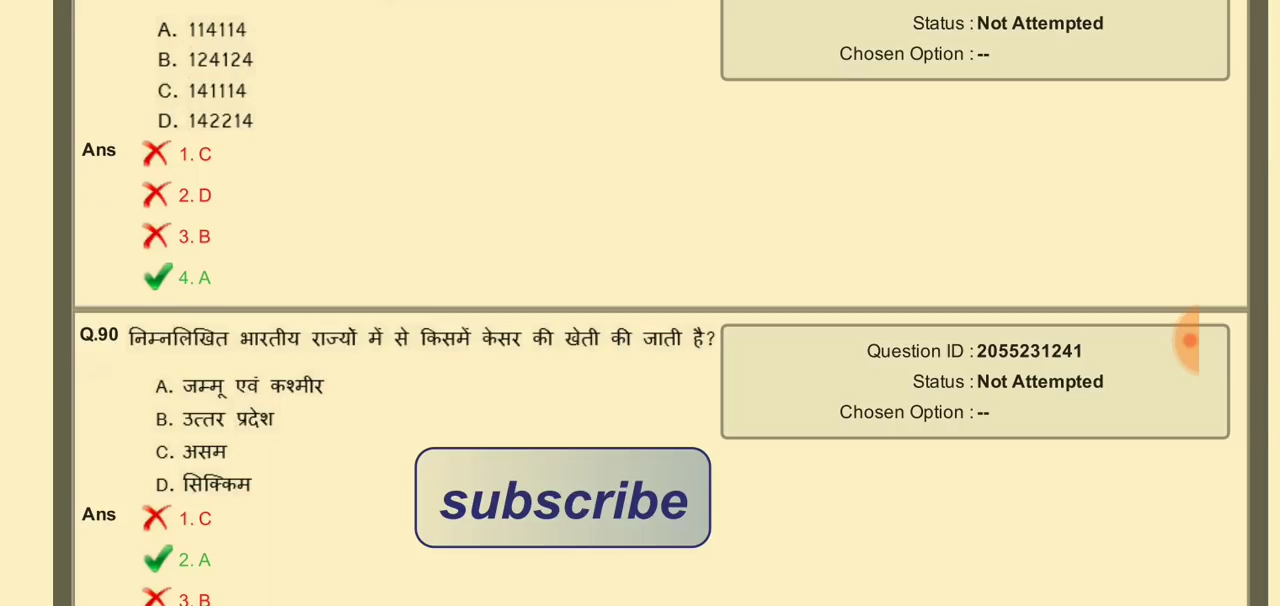 A. 114114
Status : Not Attempted
Chosen Option : --
B. 124124
C. 141114
D. 142214
Ans
1. C
2. D
3. B
4. A
Q.90 निम्नलिखित भारतीय राज्यों में से किसमें केसर की खेती की जाती है?
Question ID : 2055231241
Status : Not Attempted
Chosen Option : --
A. जम्मू एवं कश्मीर
B. उत्तर प्रदेश
C. असम
D. सिक्किम
subscribe
Ans
1. C
2. A
3. B